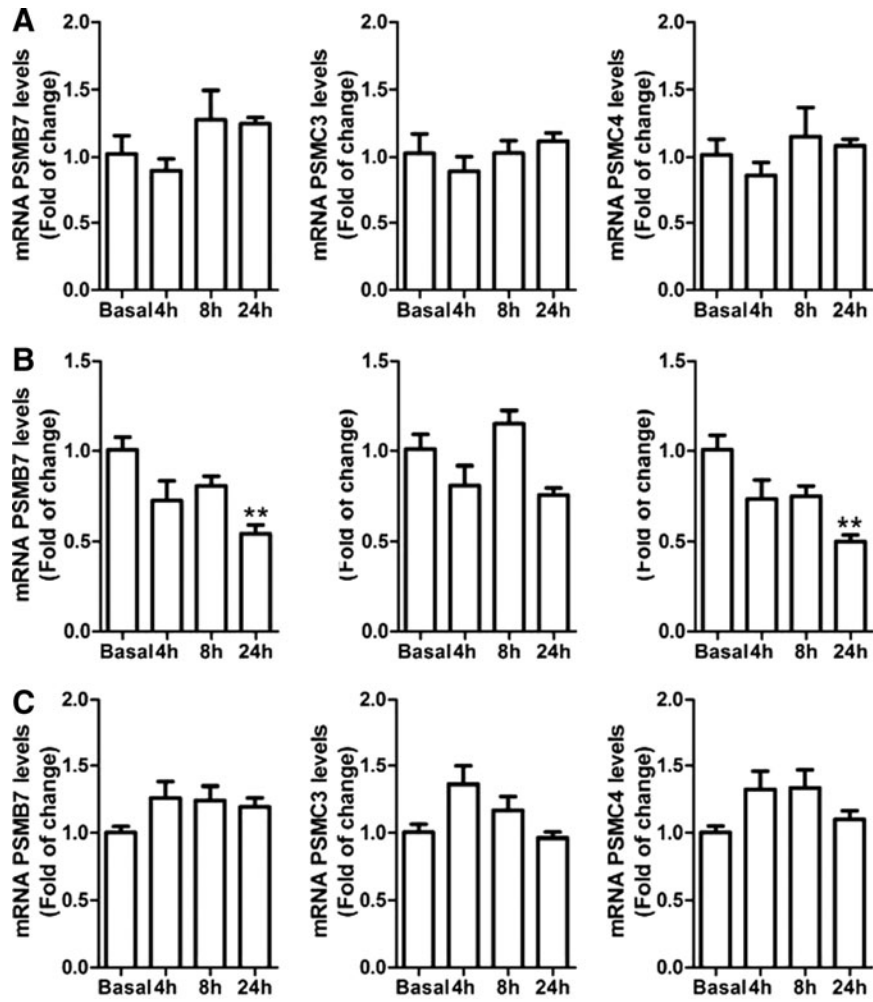 A
mRNA PSMB7 levels
(Fold of change)
2.0
1.5
1.0
0.5
0.0
Basal 4h 8h 24h
mRNA PSMC3 levels
(Fold of change)
2.0
1.5
1.0
0.5
0.0
Basal 4h 8h 24h
mRNA PSMC4 levels
(Fold of change)
2.0
1.5
1.0
0.5
0.0
Basal 4h 8h 24h
B
mRNA PSMB7 levels
(Fold of change)
1.5
1.0
0.5
0.0
**
Basal 4h 8h 24h
(Fold of change)
1.5
1.0
0.5
0.0
Basal 4h 8h 24h
(Fold of change)
1.5
1.0
0.5
0.0
**
Basal 4h 8h 24h
C
mRNA PSMB7 levels
(Fold of change)
2.0
1.5
1.0
0.5
0.0
Basal 4h 8h 24h
mRNA PSMC3 levels
(Fold of change)
2.0
1.5
1.0
0.5
0.0
Basal 4h 8h 24h
mRNA PSMC4 levels
(Fold of change)
2.0
1.5
1.0
0.5
0.0
Basal 4h 8h 24h